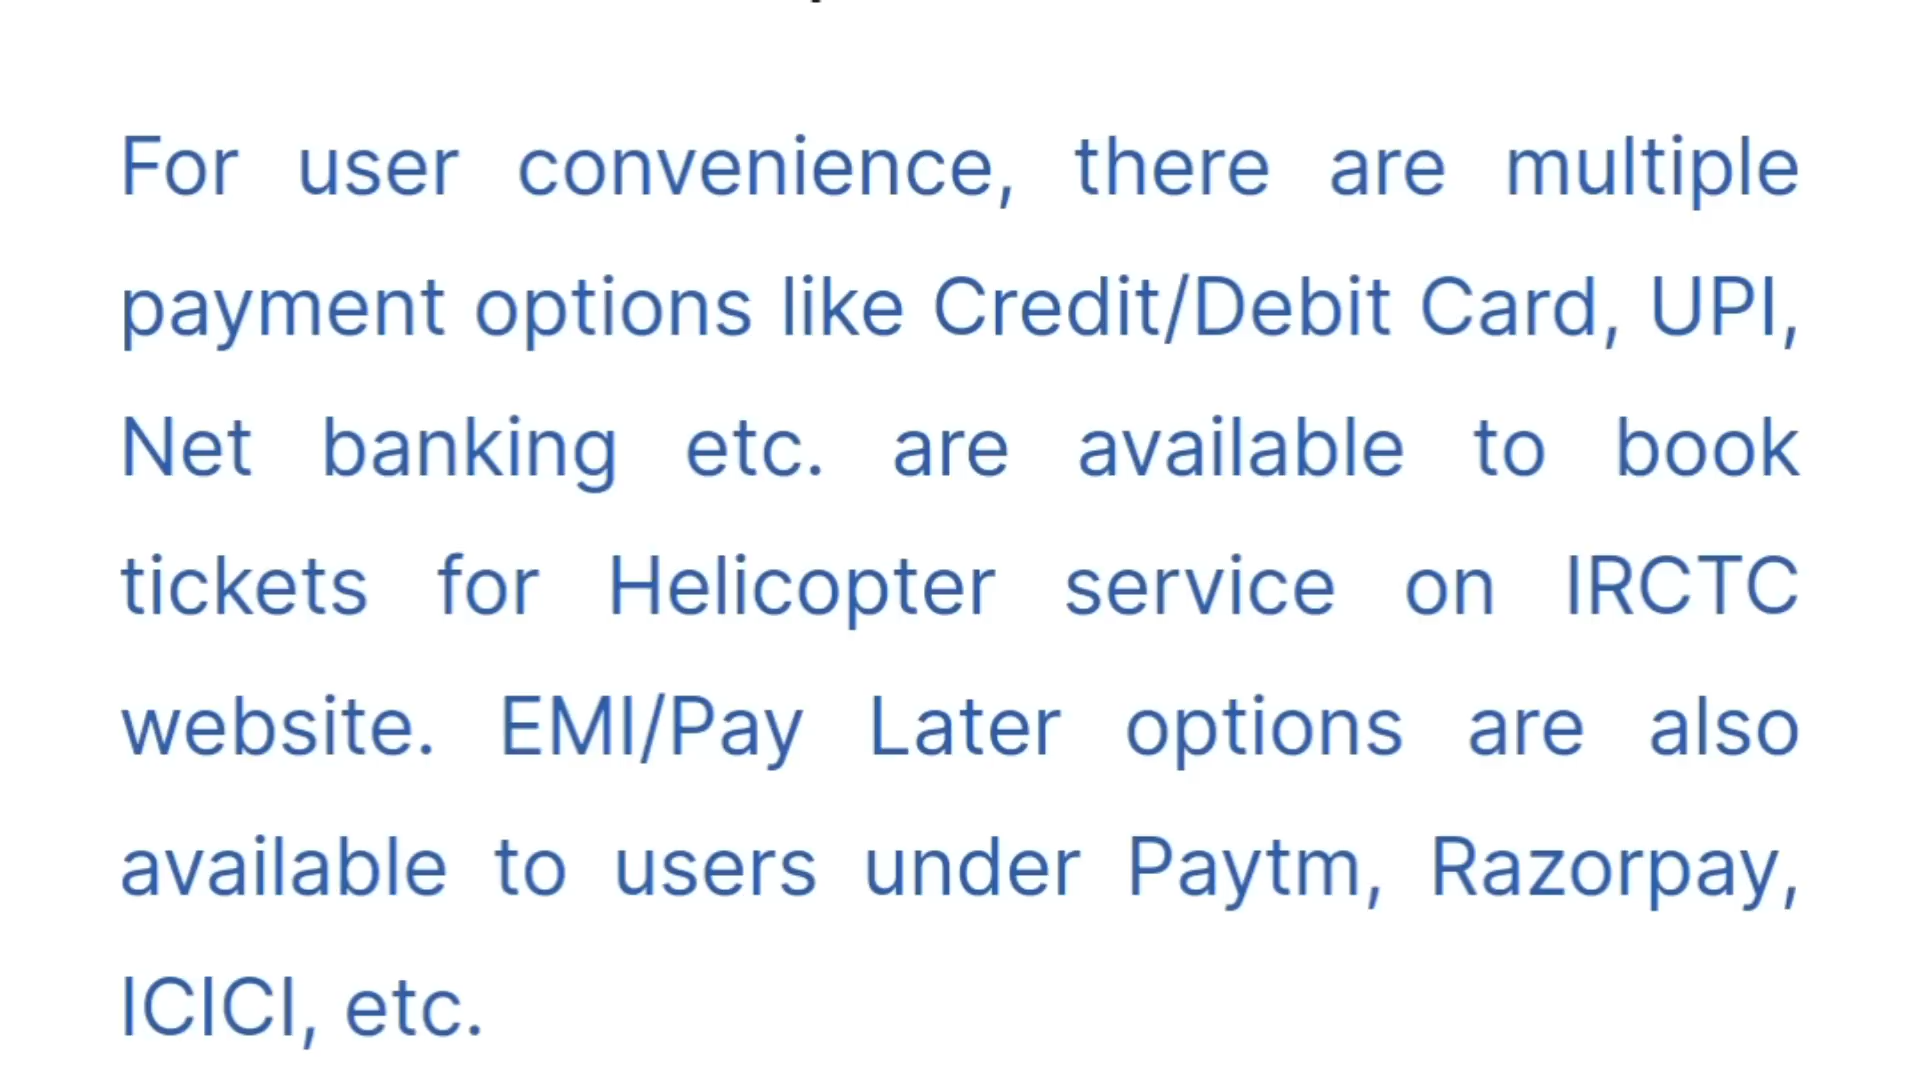 For user convenience, there are multiple
payment options like Credit/Debit Card, UPI,
Net banking etc. are available to book
tickets for Helicopter service on IRCTC
website. EMI/Pay Later options are also
available to users under Paytm, Razorpay,
ICICI, etc.